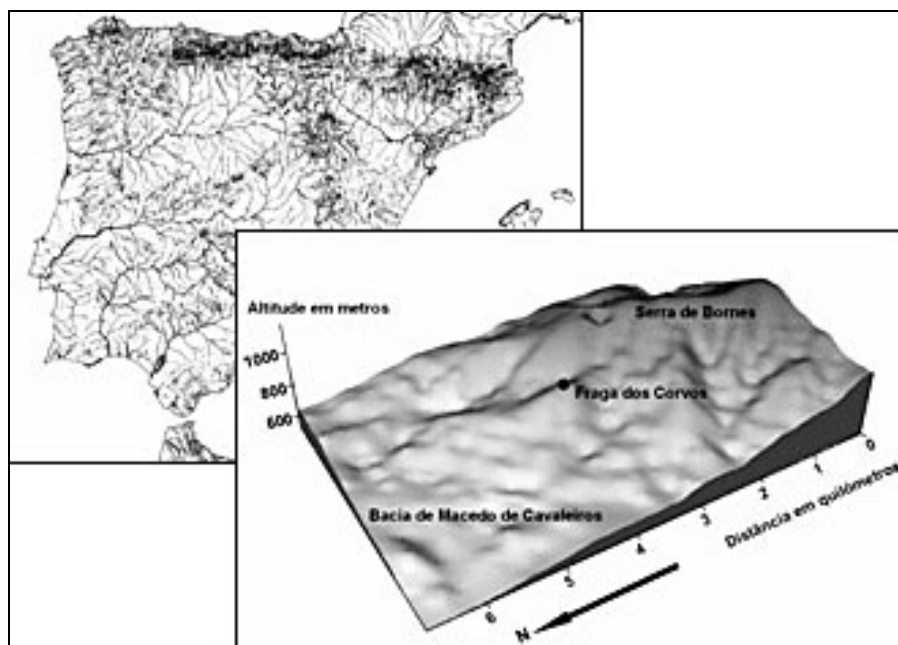 Altitude em metros
1000
800
600
Serra de Bornes
Fraga dos Corvos
Bacia de Macedo de Cavaleiros
0
1
2
3
4
5
6
Distância em quilómetros
N